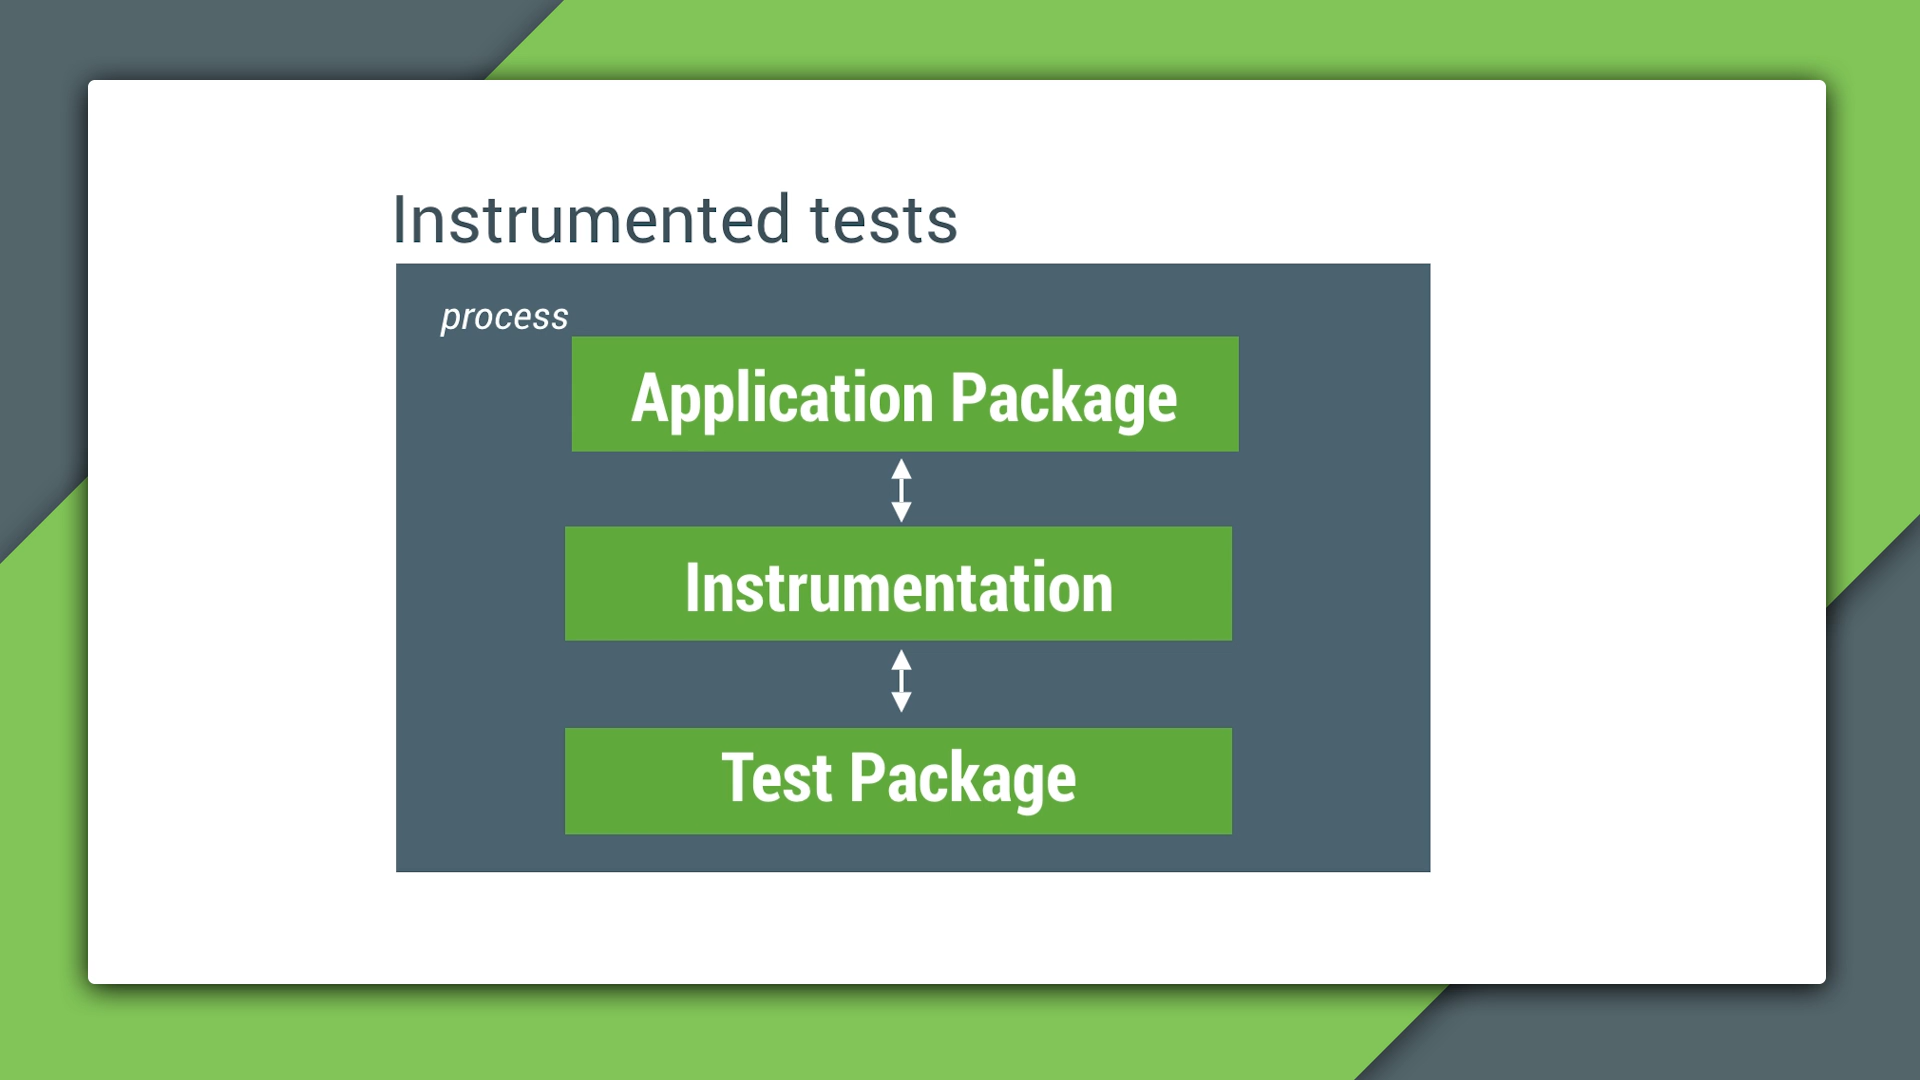 Instrumented tests
process
Application Package
Instrumentation
Test Package